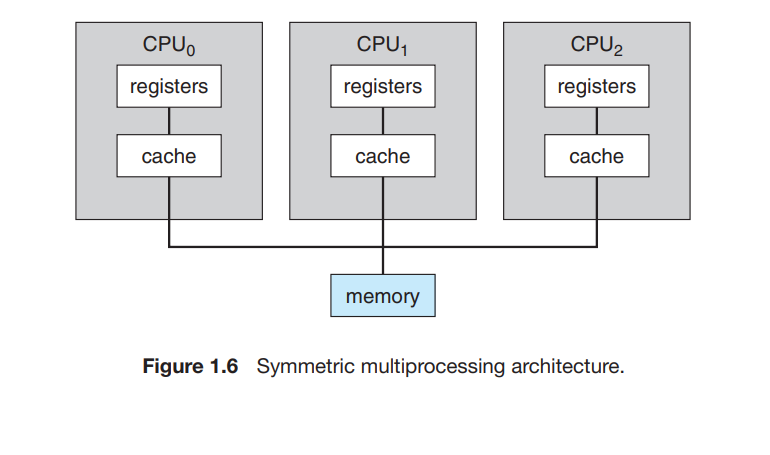 CPU₀ CPU₁ CPU₂
registers registers registers
cache cache cache
memory
Figure 1.6 Symmetric multiprocessing architecture.